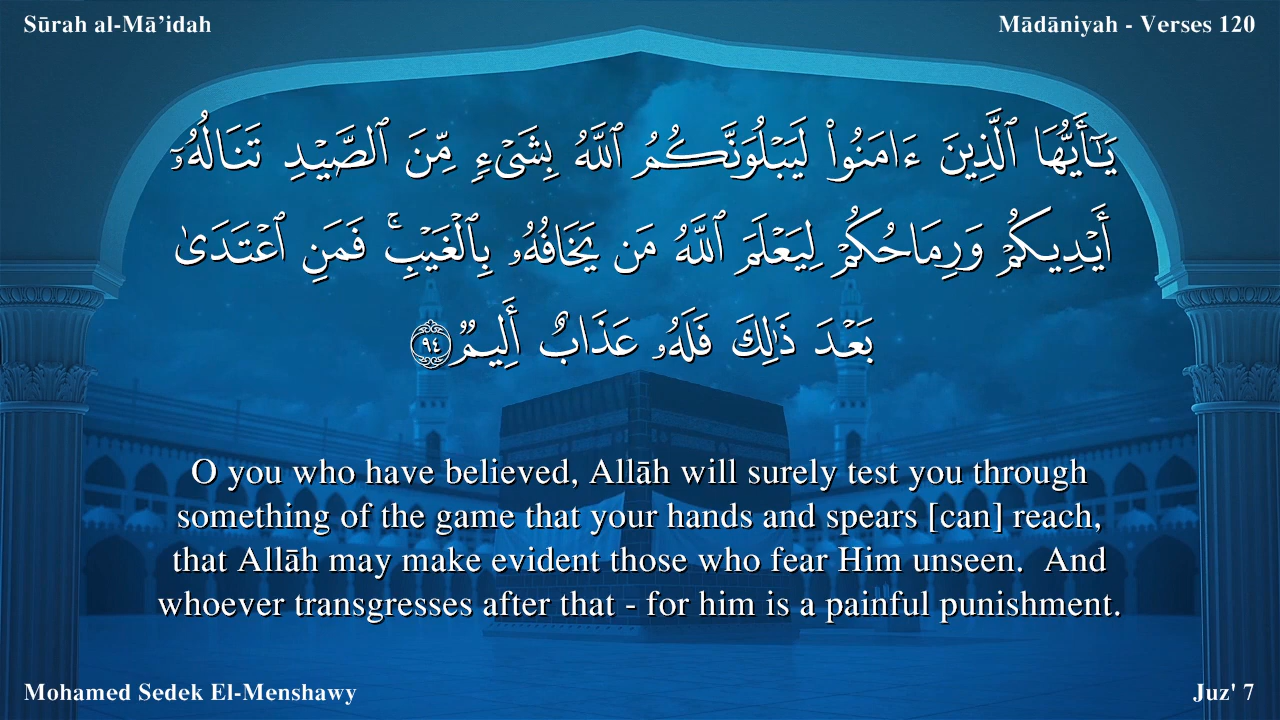 Sūrah al-Mā’idah
Mādāniyah - Verses 120
يَـٰٓأَيُّهَا ٱلَّذِينَ ءَامَنُوا۟ لَيَبْلُوَنَّكُمُ ٱللَّهُ بِشَىْءٍ مِّنَ ٱلصَّيْدِ تَنَالُهُۥٓ
أَيْدِيكُمْ وَرِمَاحُكُمْ لِيَعْلَمَ ٱللَّهُ مَن يَخَافُهُۥ بِٱلْغَيْبِ ۚ فَمَنِ ٱعْتَدَىٰ
بَعْدَ ذَٰلِكَ فَلَهُۥ عَذَابٌ أَلِيمٌ ٩٤
O you who have believed, Allāh will surely test you through
something of the game that your hands and spears [can] reach,
that Allāh may make evident those who fear Him unseen.  And
whoever transgresses after that - for him is a painful punishment.
Mohamed Sedek El-Menshawy
Juz' 7